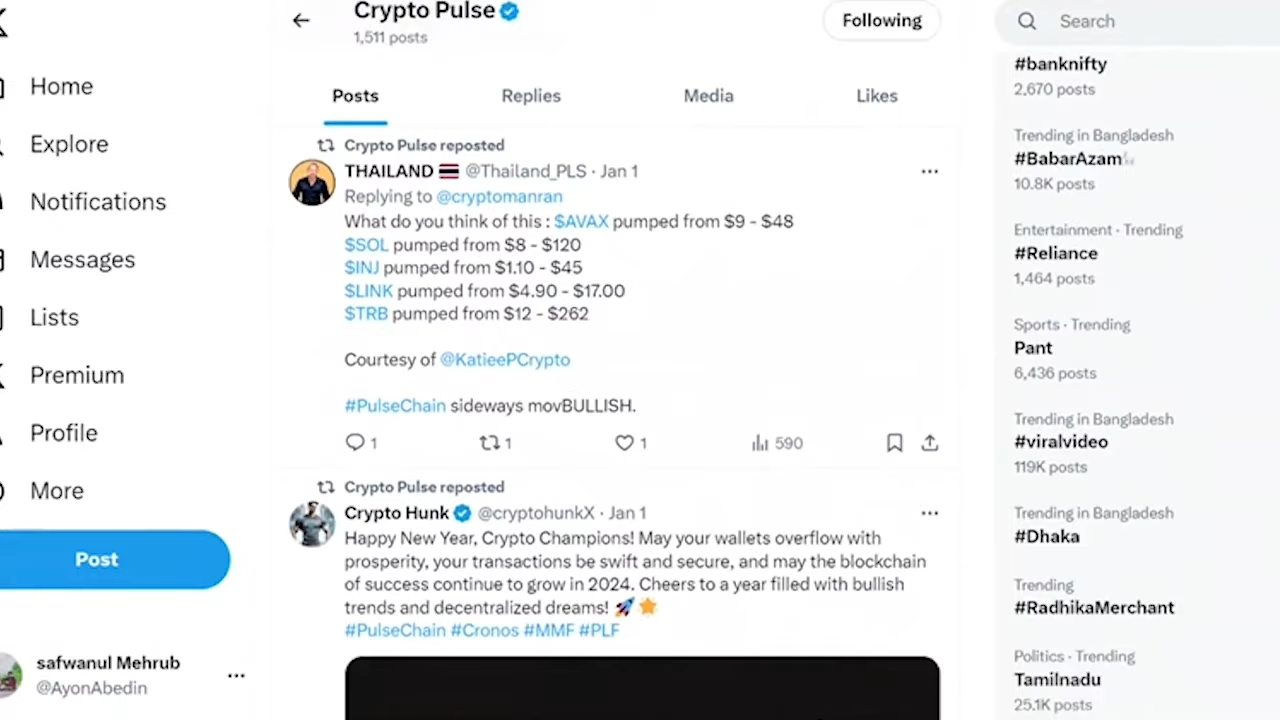 Home
Explore
Notifications
Messages
Lists
Premium
Profile
More
Post
safwanul Mehrub
@AyonAbedin
Crypto Pulse
1,511 posts
Following
Posts
Replies
Media
Likes
Crypto Pulse reposted
THAILAND 🇹🇭 @Thailand_PLS · Jan 1
Replying to @cryptomanran
What do you think of this : $AVAX pumped from $9 - $48
$SOL pumped from $8 - $120
$INJ pumped from $1.10 - $45
$LINK pumped from $4.90 - $17.00
$TRB pumped from $12 - $262
Courtesy of @KatieePCrypto
#PulseChain sideways movBULLISH.
1
1
1
590
Crypto Pulse reposted
Crypto Hunk @cryptohunkX · Jan 1
Happy New Year, Crypto Champions! May your wallets overflow with
prosperity, your transactions be swift and secure, and may the blockchain
of success continue to grow in 2024. Cheers to a year filled with bullish
trends and decentralized dreams! 🚀🌟
#PulseChain #Cronos #MMF #PLF
Search
#banknifty
2,670 posts
Trending in Bangladesh
#BabarAzam
10.8K posts
Entertainment · Trending
#Reliance
1,464 posts
Sports · Trending
Pant
6,436 posts
Trending in Bangladesh
#viralvideo
119K posts
Trending in Bangladesh
#Dhaka
Trending
#RadhikaMerchant
Politics · Trending
Tamilnadu
25.1K posts